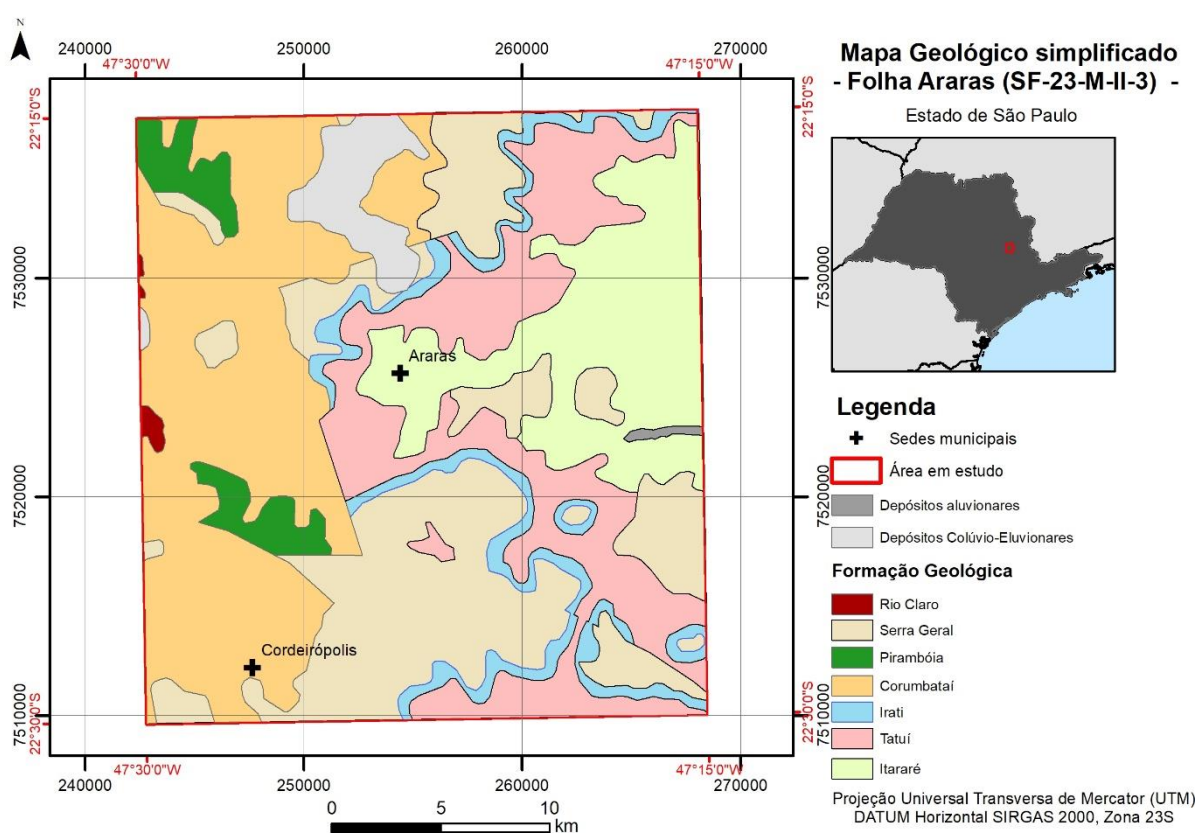 N
240000 250000 260000 270000
47°30'0"W 47°15'0"W
22°15'0"S 22°15'0"S
7530000 7530000
7520000 7520000
7510000 7510000
22°30'0"S 22°30'0"S
Araras
Cordeirópolis
47°30'0"W 47°15'0"W
240000 250000 260000 270000
0 5 10
km
Mapa Geológico simplificado
- Folha Araras (SF-23-M-II-3) -
Estado de São Paulo
Legenda
Sedes municipais
Área em estudo
Depósitos aluvionares
Depósitos Colúvio-Eluvionares
Formação Geológica
Rio Claro
Serra Geral
Pirambóia
Corumbataí
Irati
Tatuí
Itararé
Projeção Universal Transversa de Mercator (UTM)
DATUM Horizontal SIRGAS 2000, Zona 23S